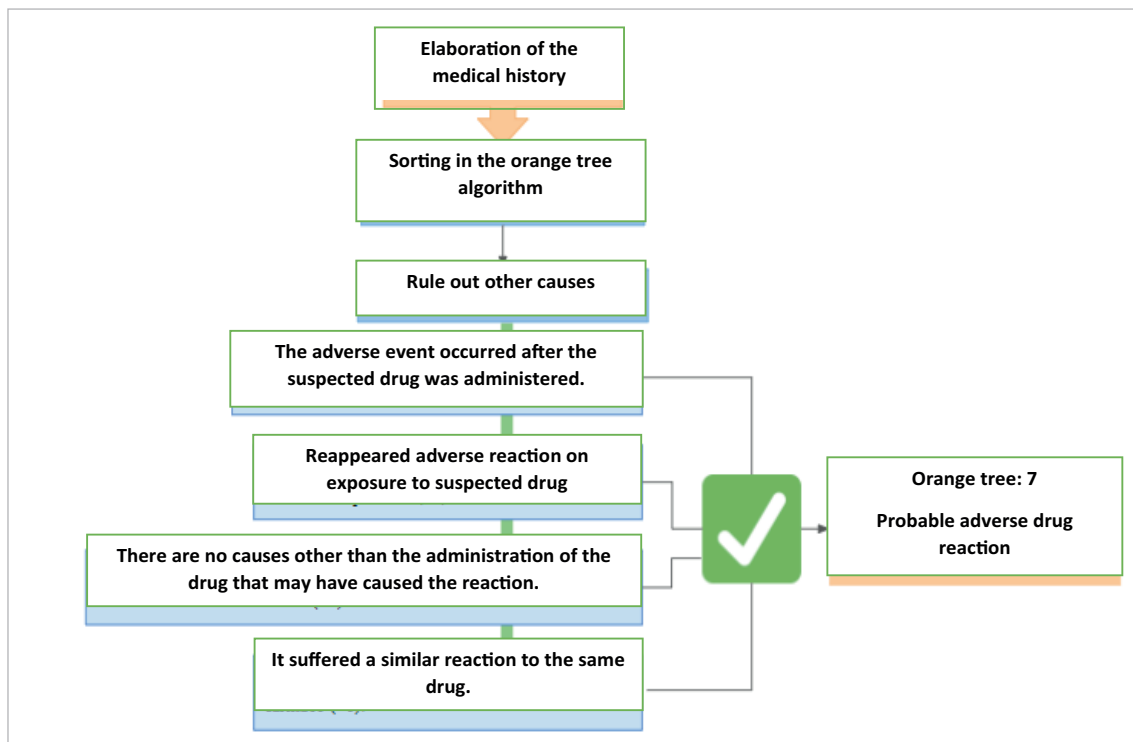 Elaboration of the
medical history
Sorting in the orange tree
algorithm
Rule out other causes
The adverse event occurred after the
suspected drug was administered.
Reappeared adverse reaction on
exposure to suspected drug
There are no causes other than the administration of the
drug that may have caused the reaction.
It suffered a similar reaction to the same
drug.
Orange tree: 7
Probable adverse drug
reaction